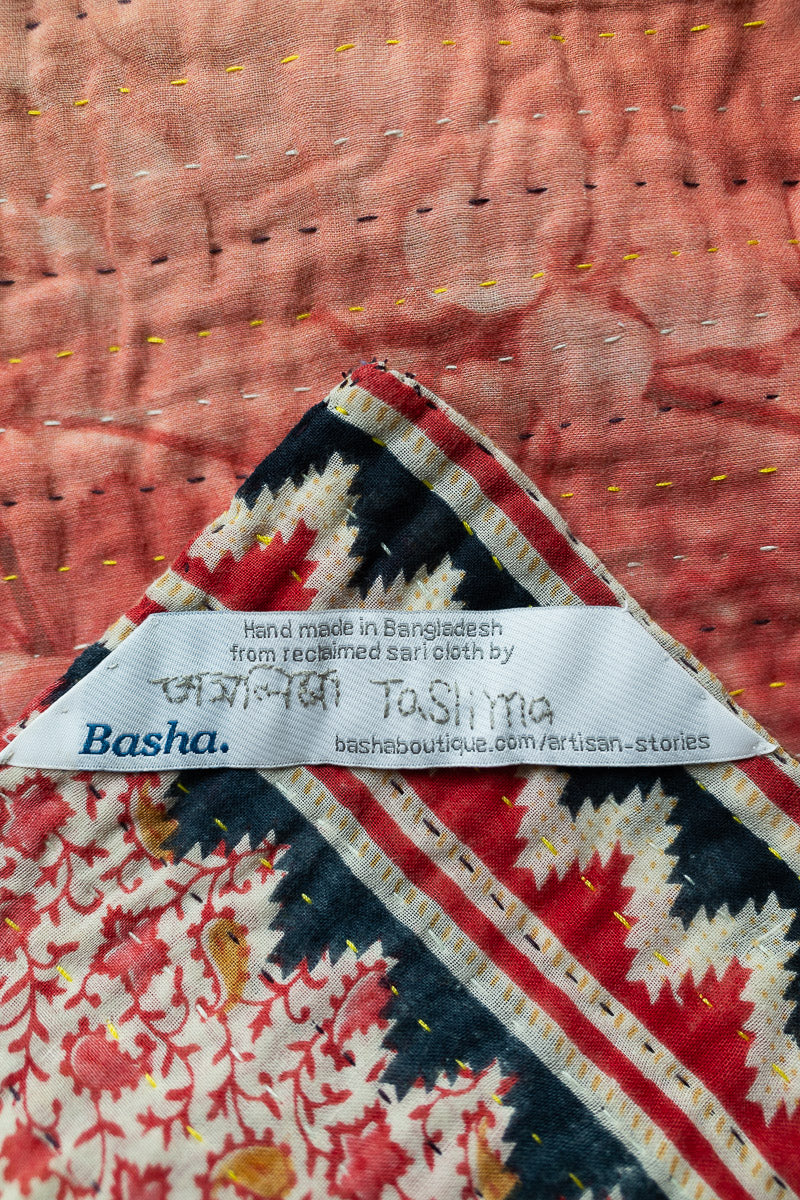 Hand made in Bangladesh
from reclaimed sari cloth by
তাসলিমা Taslima
Basha. bashaboutique.com/artisan-stories